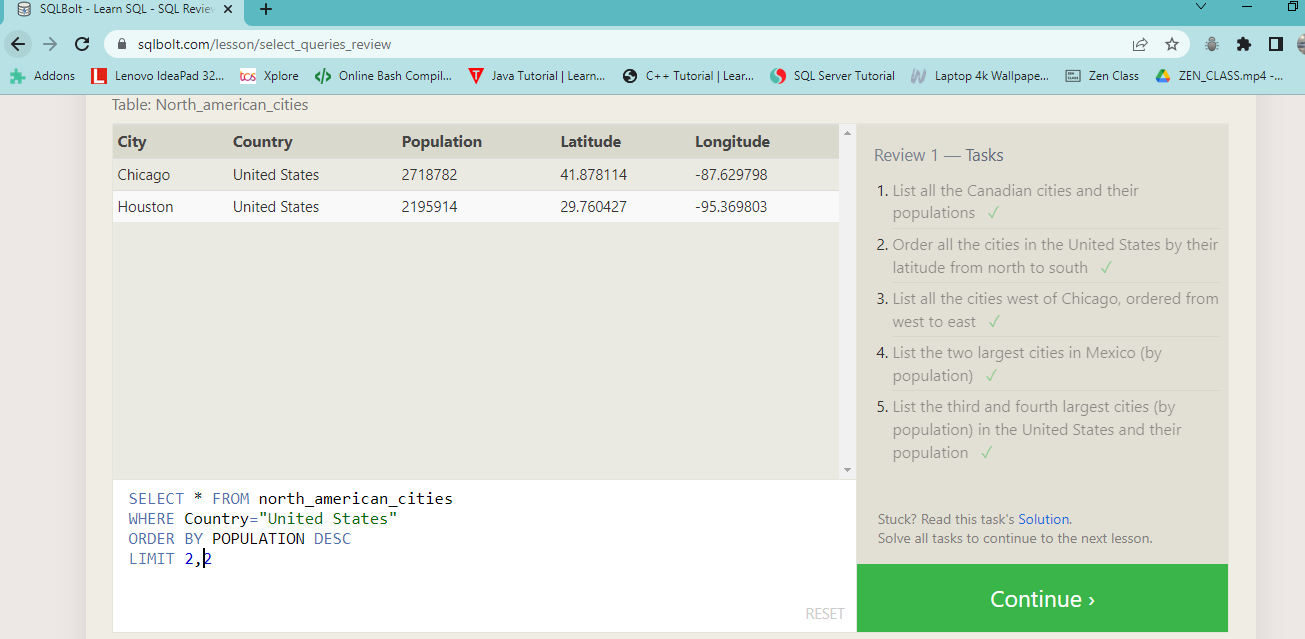 SQLBolt - Learn SQL - SQL Review
sqlbolt.com/lesson/select_queries_review
Addons Lenovo IdeaPad 32... tcs Xplore Online Bash Compil... Java Tutorial | Learn... C++ Tutorial | Lear... SQL Server Tutorial Laptop 4k Wallpape... Zen Class ZEN_CLASS.mp4 -...
Table: North_american_cities
City Country Population Latitude Longitude
Chicago United States 2718782 41.878114 -87.629798
Houston United States 2195914 29.760427 -95.369803
SELECT * FROM north_american_cities
WHERE Country="United States"
ORDER BY POPULATION DESC
LIMIT 2,2
RESET
Review 1 — Tasks
1. List all the Canadian cities and their
populations ✓
2. Order all the cities in the United States by their
latitude from north to south ✓
3. List all the cities west of Chicago, ordered from
west to east ✓
4. List the two largest cities in Mexico (by
population) ✓
5. List the third and fourth largest cities (by
population) in the United States and their
population ✓
Stuck? Read this task's Solution.
Solve all tasks to continue to the next lesson.
Continue ›